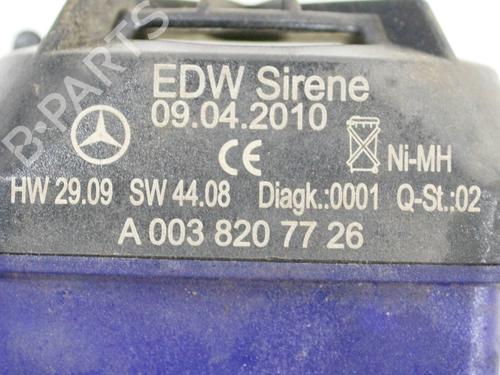 EDW Sirene
09.04.2010
CE Ni-MH
HW 29.09 SW 44.08 Diagk.:0001 Q-St.:02
A 003 820 77 26
B-PARTS